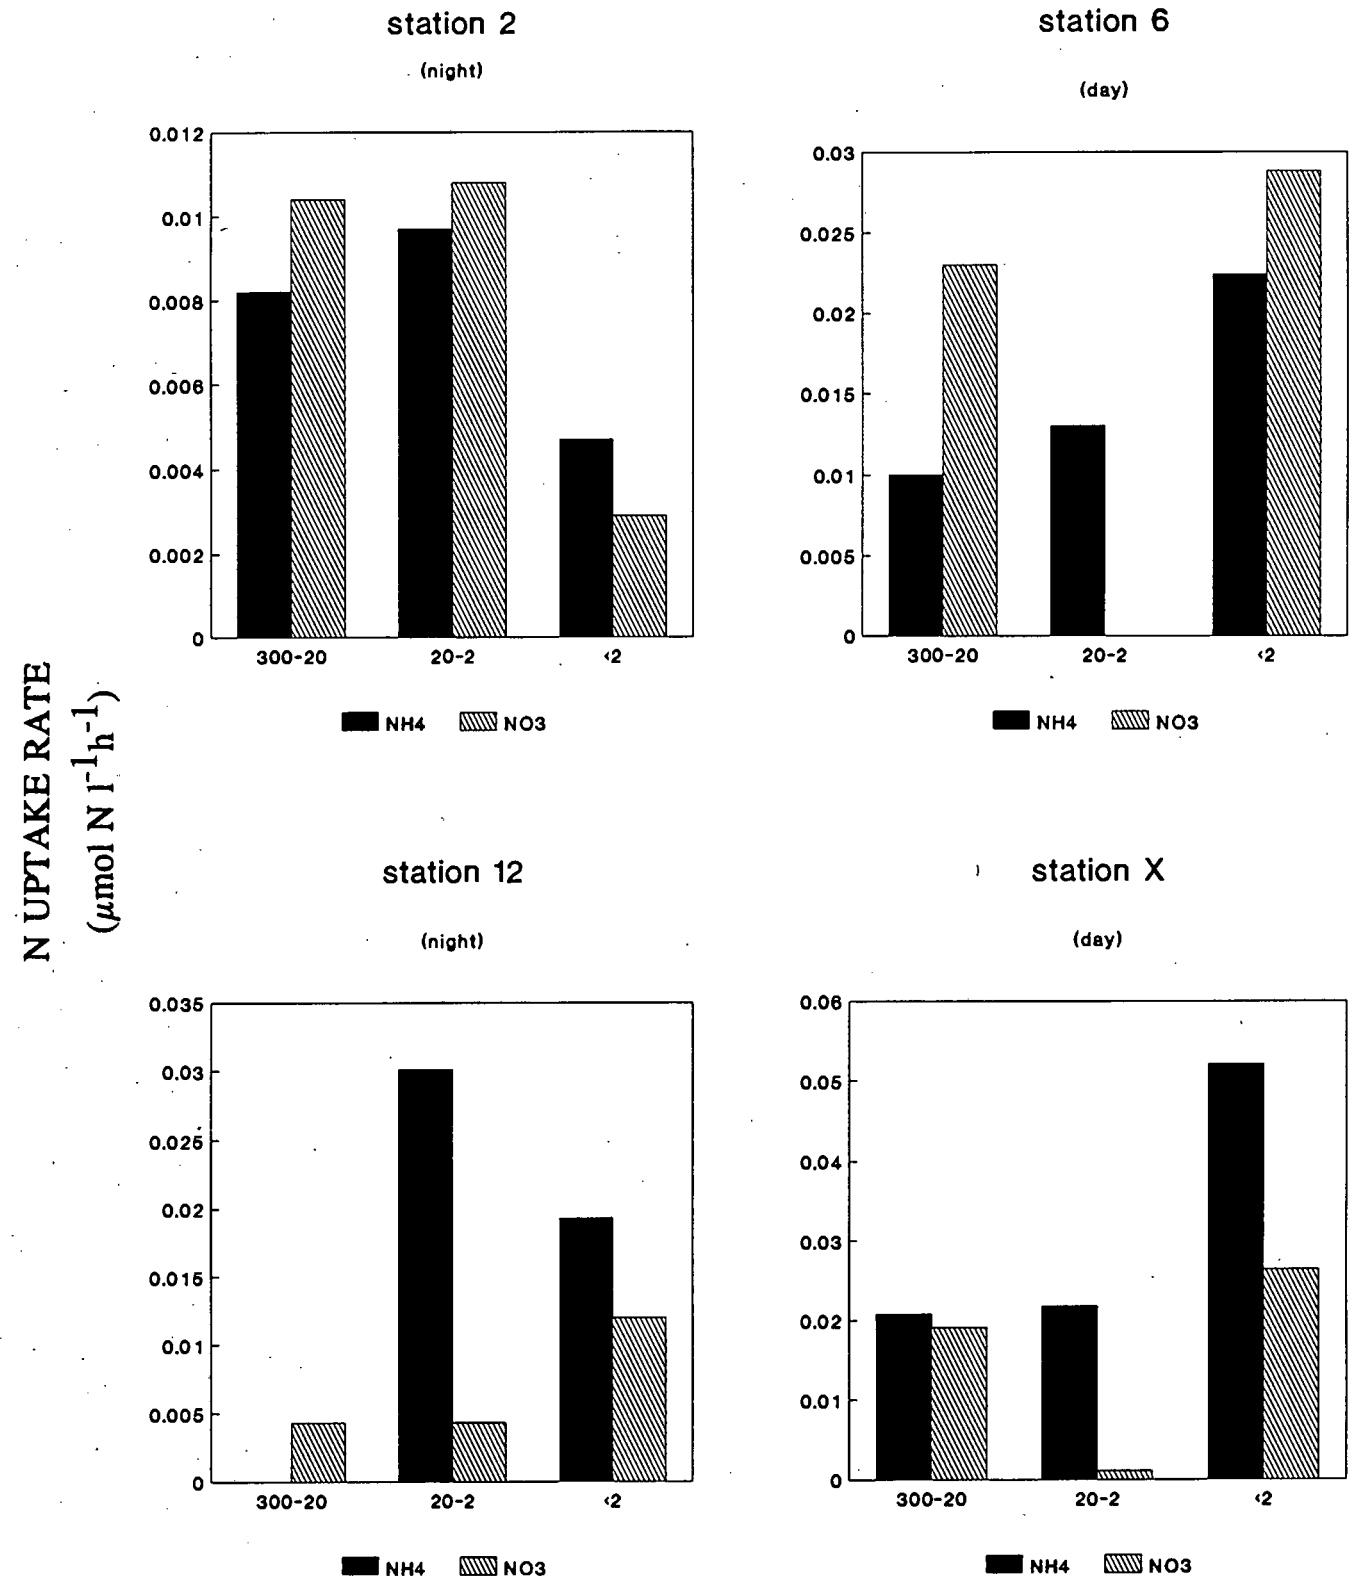 station 2
(night)
0.012
0.01
0.008
0.006
0.004
0.002
0
300-20
20-2
<2
NH4
NO3
station 6
(day)
0.03
0.025
0.02
0.015
0.01
0.005
0
300-20
20-2
<2
NH4
NO3
N UPTAKE RATE
(μmol N l⁻¹h⁻¹)
station 12
(night)
0.035
0.03
0.025
0.02
0.015
0.01
0.005
0
300-20
20-2
<2
NH4
NO3
station X
(day)
0.06
0.05
0.04
0.03
0.02
0.01
0
300-20
20-2
<2
NH4
NO3